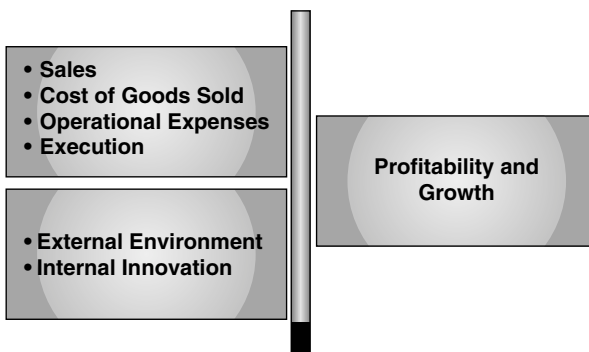 • Sales
• Cost of Goods Sold
• Operational Expenses
• Execution
• External Environment
• Internal Innovation
Profitability and
Growth